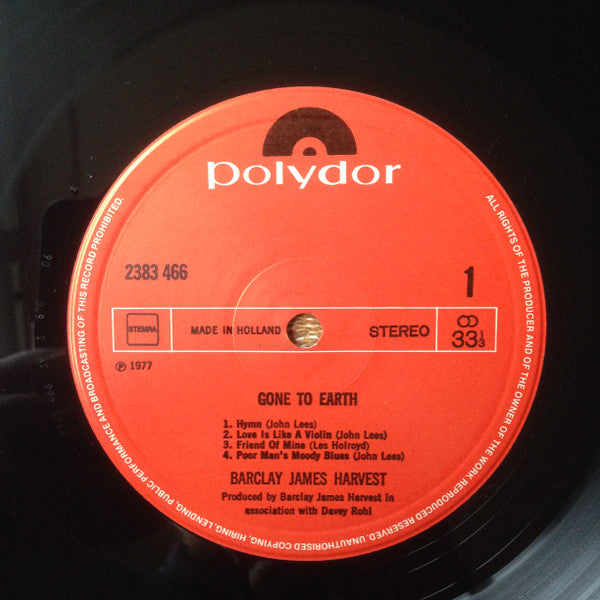 polydor
2383 466
1
STEMRA
MADE IN HOLLAND
STEREO
33 1/3
℗ 1977
GONE TO EARTH
1. Hymn (John Lees)
2. Love Is Like A Violin (John Lees)
3. Friend Of Mine (Les Holroyd)
4. Poor Man's Moody Blues (John Lees)
BARCLAY JAMES HARVEST
Produced by Barclay James Harvest in
association with Davey Rohl
ALL RIGHTS OF THE PRODUCER AND OF THE OWNER OF THE WORK REPRODUCED RESERVED. UNAUTHORISED COPYING, HIRING, LENDING, PUBLIC PERFORMANCE AND BROADCASTING OF THIS RECORD PROHIBITED.